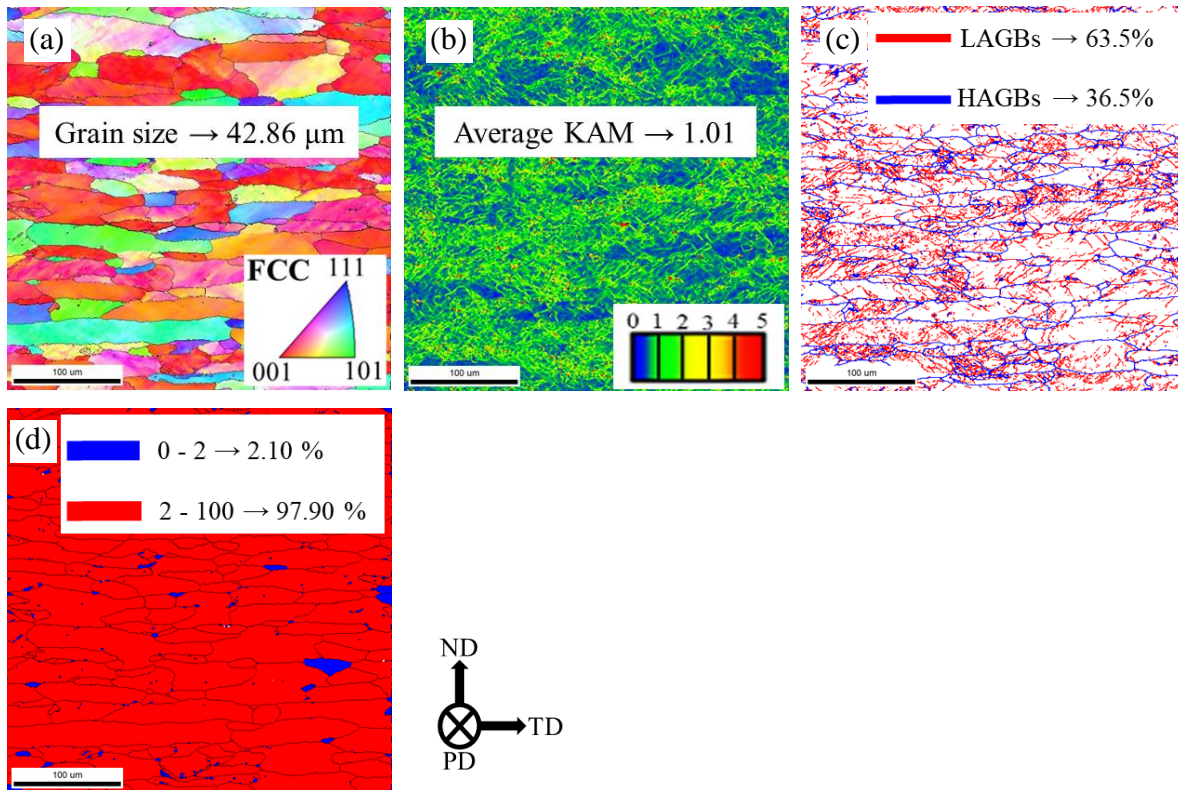 (a)
Grain size → 42.86 μm
FCC 111
001 101
100 um
(b)
Average KAM → 1.01
0 1 2 3 4 5
100 um
(c)
LAGBs → 63.5%
HAGBs → 36.5%
100 um
(d)
0 - 2 → 2.10 %
2 - 100 → 97.90 %
100 um
ND
TD
PD